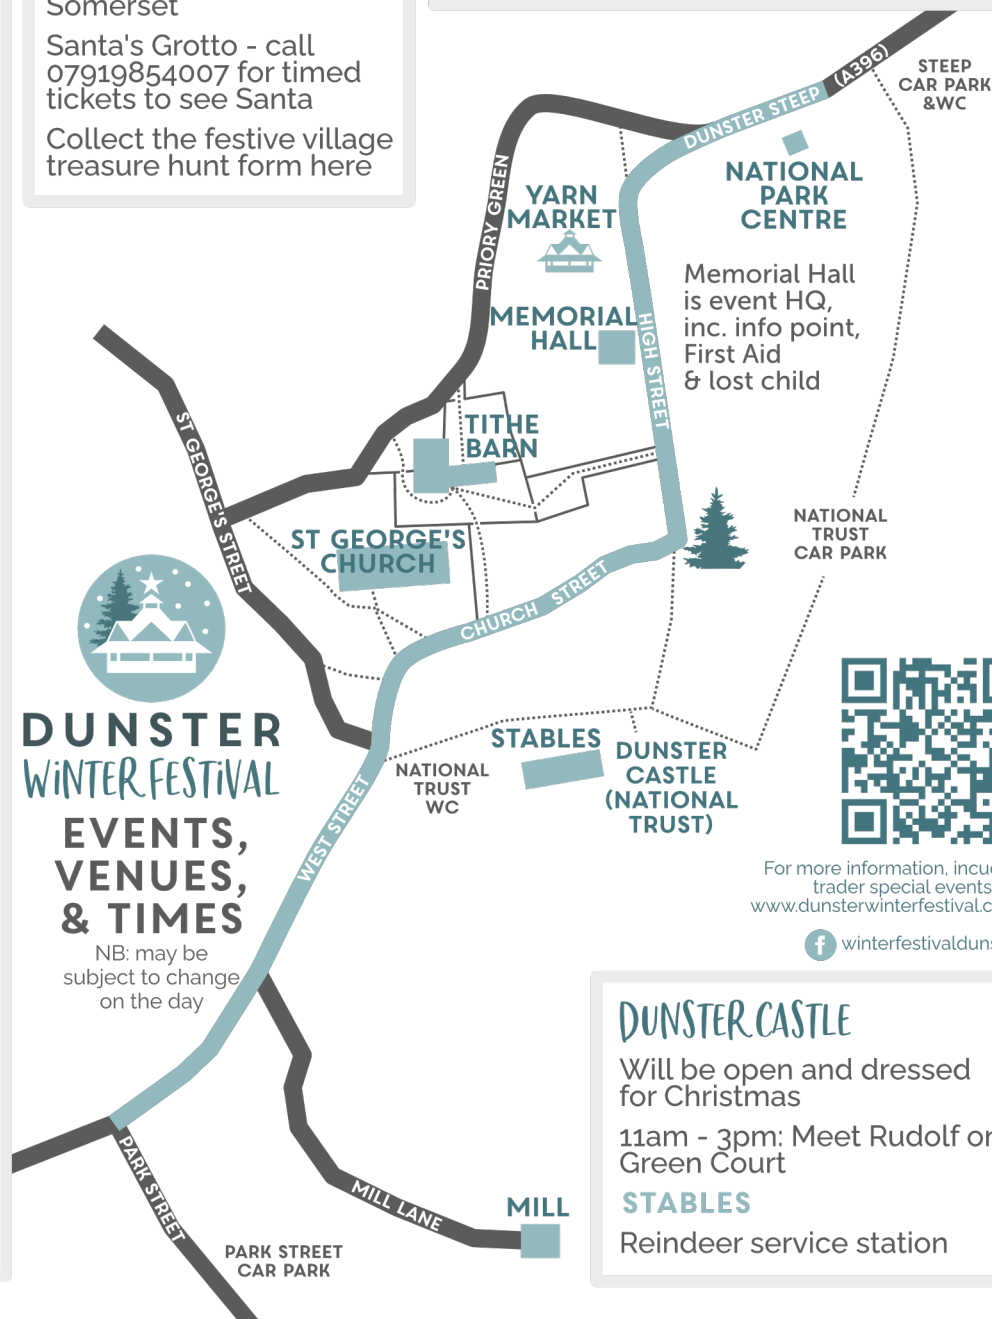 Somerset
Santa's Grotto - call
07919854007 for timed
tickets to see Santa
Collect the festive village
treasure hunt form here
(A396)
STEEP
CAR PARK
&WC
DUNSTER STEEP
NATIONAL
PARK
CENTRE
PRIORY GREEN
YARN
MARKET
MEMORIAL
HALL
HIGH STREET
Memorial Hall
is event HQ,
inc. info point,
First Aid
& lost child
TITHE
BARN
ST GEORGE'S STREET
ST GEORGE'S
CHURCH
NATIONAL
TRUST
CAR PARK
CHURCH STREET
DUNSTER
WINTER FESTIVAL
EVENTS,
VENUES,
& TIMES
NB: may be
subject to change
on the day
STABLES
DUNSTER
CASTLE
(NATIONAL
TRUST)
NATIONAL
TRUST
WC
WEST STREET
For more information, incu
trader special events
www.dunsterwinterfestival.c
f winterfestivalduns
DUNSTER CASTLE
Will be open and dressed
for Christmas
11am - 3pm: Meet Rudolf on
Green Court
STABLES
Reindeer service station
PARK STREET
MILL LANE
MILL
PARK STREET
CAR PARK